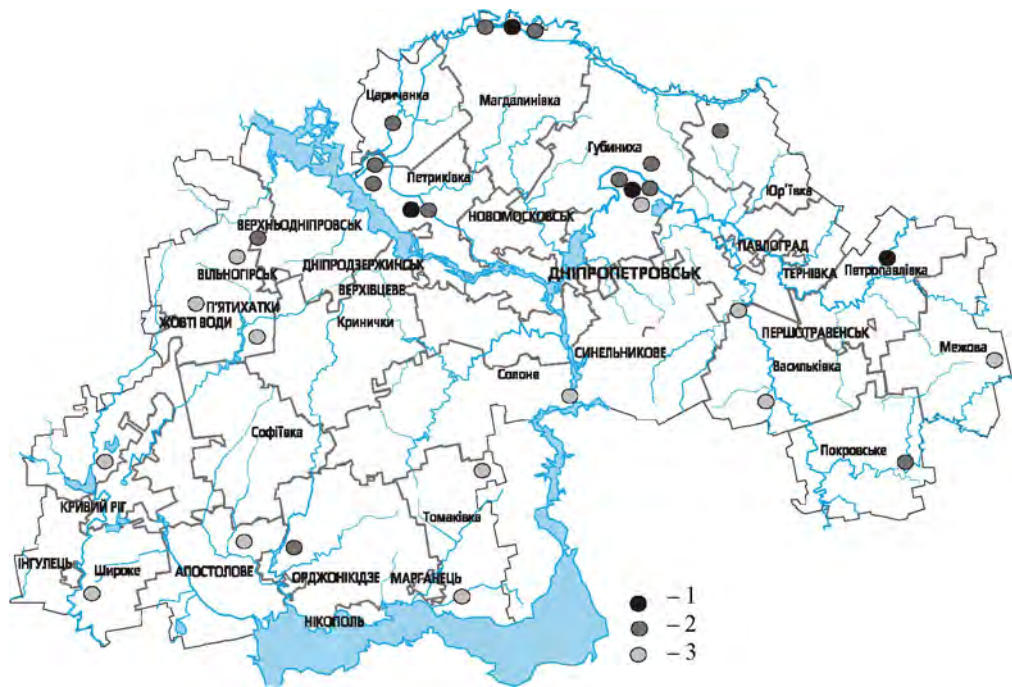 Царичанка
Магдалинівка
Губиниха
Петриківка
Юр'ївка
НОВОМОСКОВСЬК
ВЕРХНЬОДНІПРОВСЬК
ПАВЛОГРАД
ДНІПРОДЗЕРЖИНСЬК
ДНІПРОПЕТРОВСЬК
ТЕРНІВКА
Петропавлівка
ВІЛЬНОГІРСЬК
ВЕРХІВЦЕВЕ
П'ЯТИХАТКИ
ЖОВТІ ВОДИ
Кринички
ПЕРШОТРАВЕНСЬК
Межова
СИНЕЛЬНИКОВЕ
Васильківка
Солоне
Софіївка
Покровське
КРИВИЙ РІГ
Томаківка
ІНГУЛЕЦЬ
Широке
АПОСТОЛОВЕ
ОРДЖОНІКІДЗЕ
МАРГАНЕЦЬ
НІКОПОЛЬ
– 1
– 2
– 3